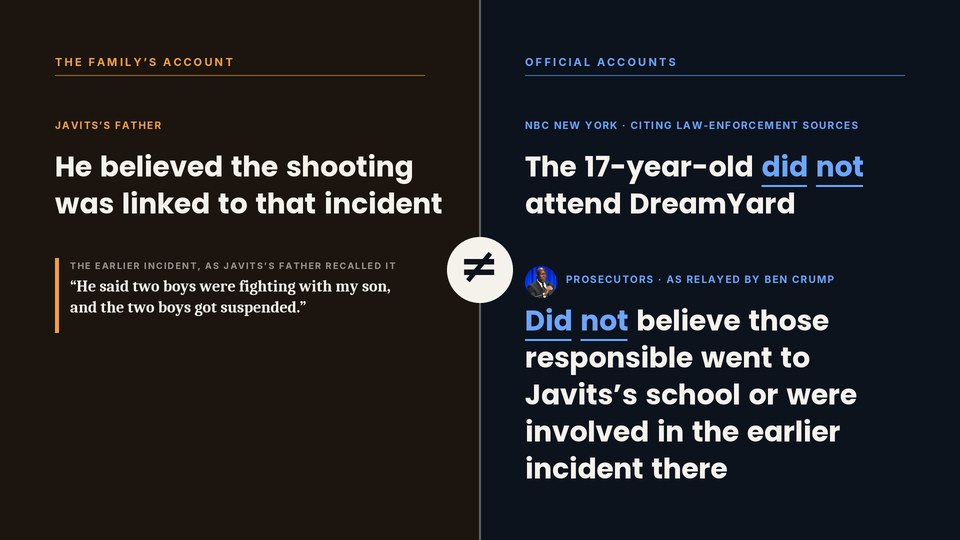 THE FAMILY’S ACCOUNT
JAVITS’S FATHER
He believed the shooting
was linked to that incident
THE EARLIER INCIDENT, AS JAVITS’S FATHER RECALLED IT
“He said two boys were fighting with my son,
and the two boys got suspended.”
≠
OFFICIAL ACCOUNTS
NBC NEW YORK · CITING LAW-ENFORCEMENT SOURCES
The 17-year-old did not
attend DreamYard
PROSECUTORS · AS RELAYED BY BEN CRUMP
Did not believe those
responsible went to
Javits’s school or were
involved in the earlier
incident there